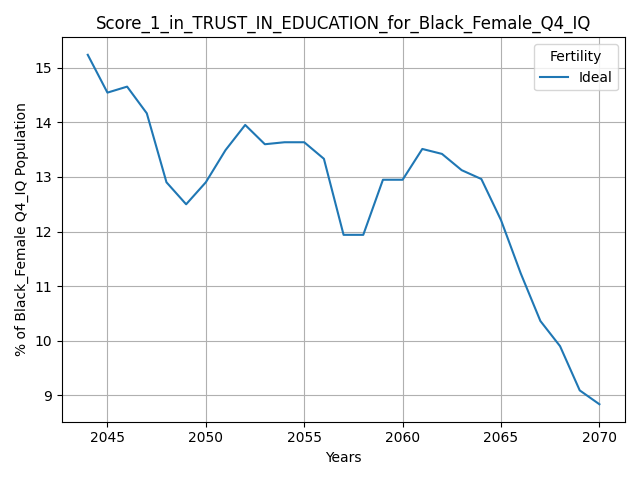 Score_1_in_TRUST_IN_EDUCATION_for_Black_Female_Q4_IQ
Fertility
Ideal
% of Black_Female Q4_IQ Population
15
14
13
12
11
10
9
2045 2050 2055 2060 2065 2070
Years